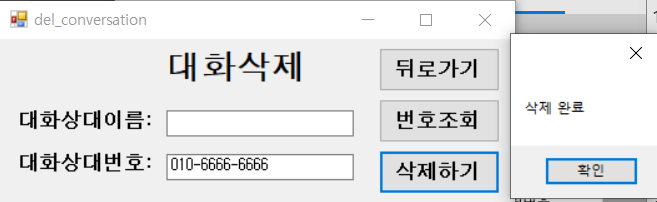 del_conversation
대화삭제
뒤로가기
대화상대이름:
번호조회
대화상대번호: 010-6666-6666
삭제하기
삭제 완료
확인